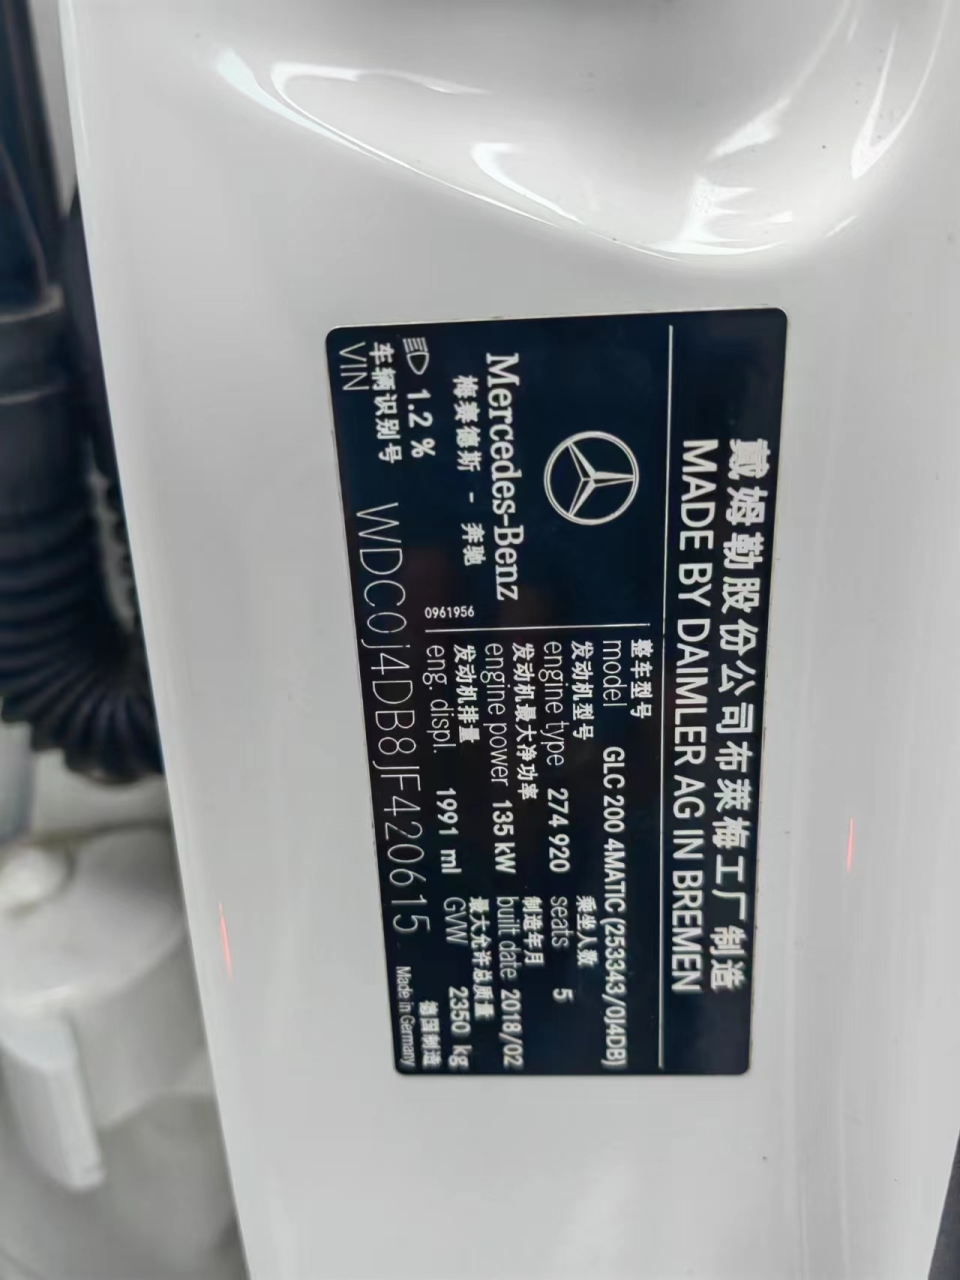 戴姆勒股份公司布莱梅工厂制造
MADE BY DAIMLER AG IN BREMEN
Mercedes-Benz
梅赛德斯 - 奔驰
0961956
整车型号
model GLC 200 4MATIC (253343/0J4DB)
发动机型号 乘坐人数
engine type 274 920 seats 5
发动机最大净功率 制造年月
engine power 135 kW built date 2018/02
发动机排量 最大允许总质量
eng. displ. 1991 ml GVW 2350 kg
1.2 %
车辆识别号
VIN WDC0J4DB8JF420615
德国制造
Made in Germany